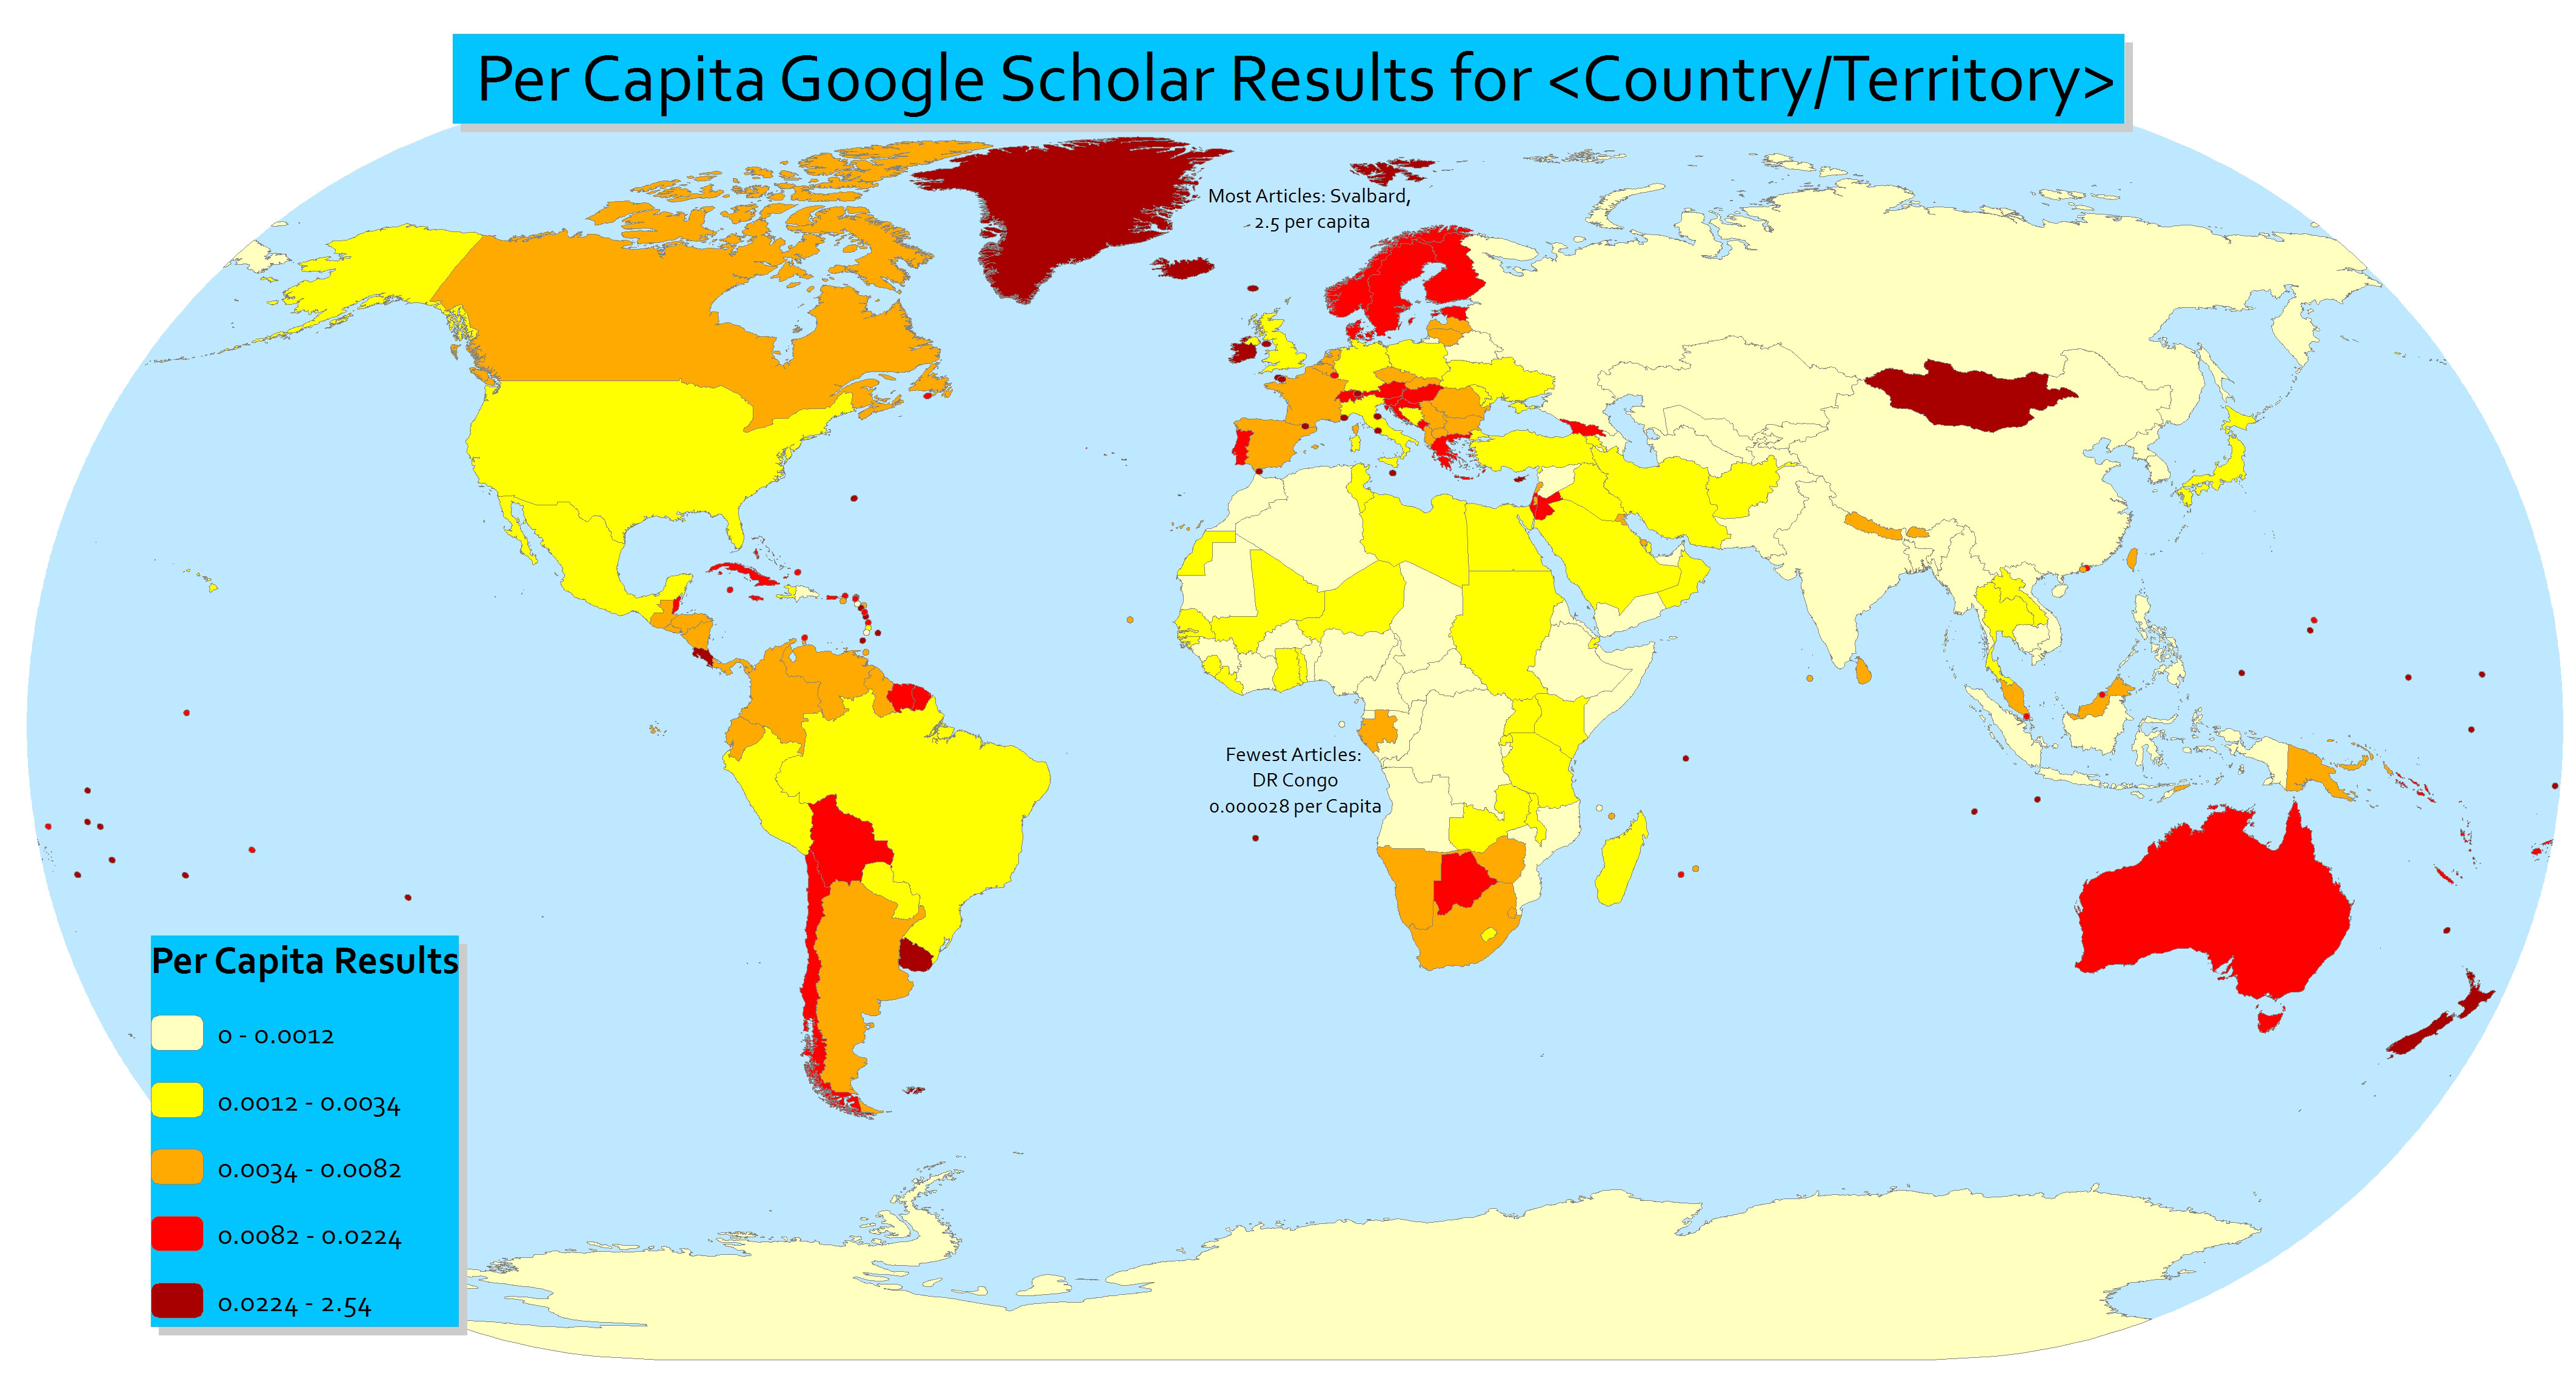 Per Capita Google Scholar Results for <Country/Territory>
Most Articles: Svalbard,
2.5 per capita
Fewest Articles:
DR Congo
0.000028 per Capita
Per Capita Results
0 - 0.0012
0.0012 - 0.0034
0.0034 - 0.0082
0.0082 - 0.0224
0.0224 - 2.54